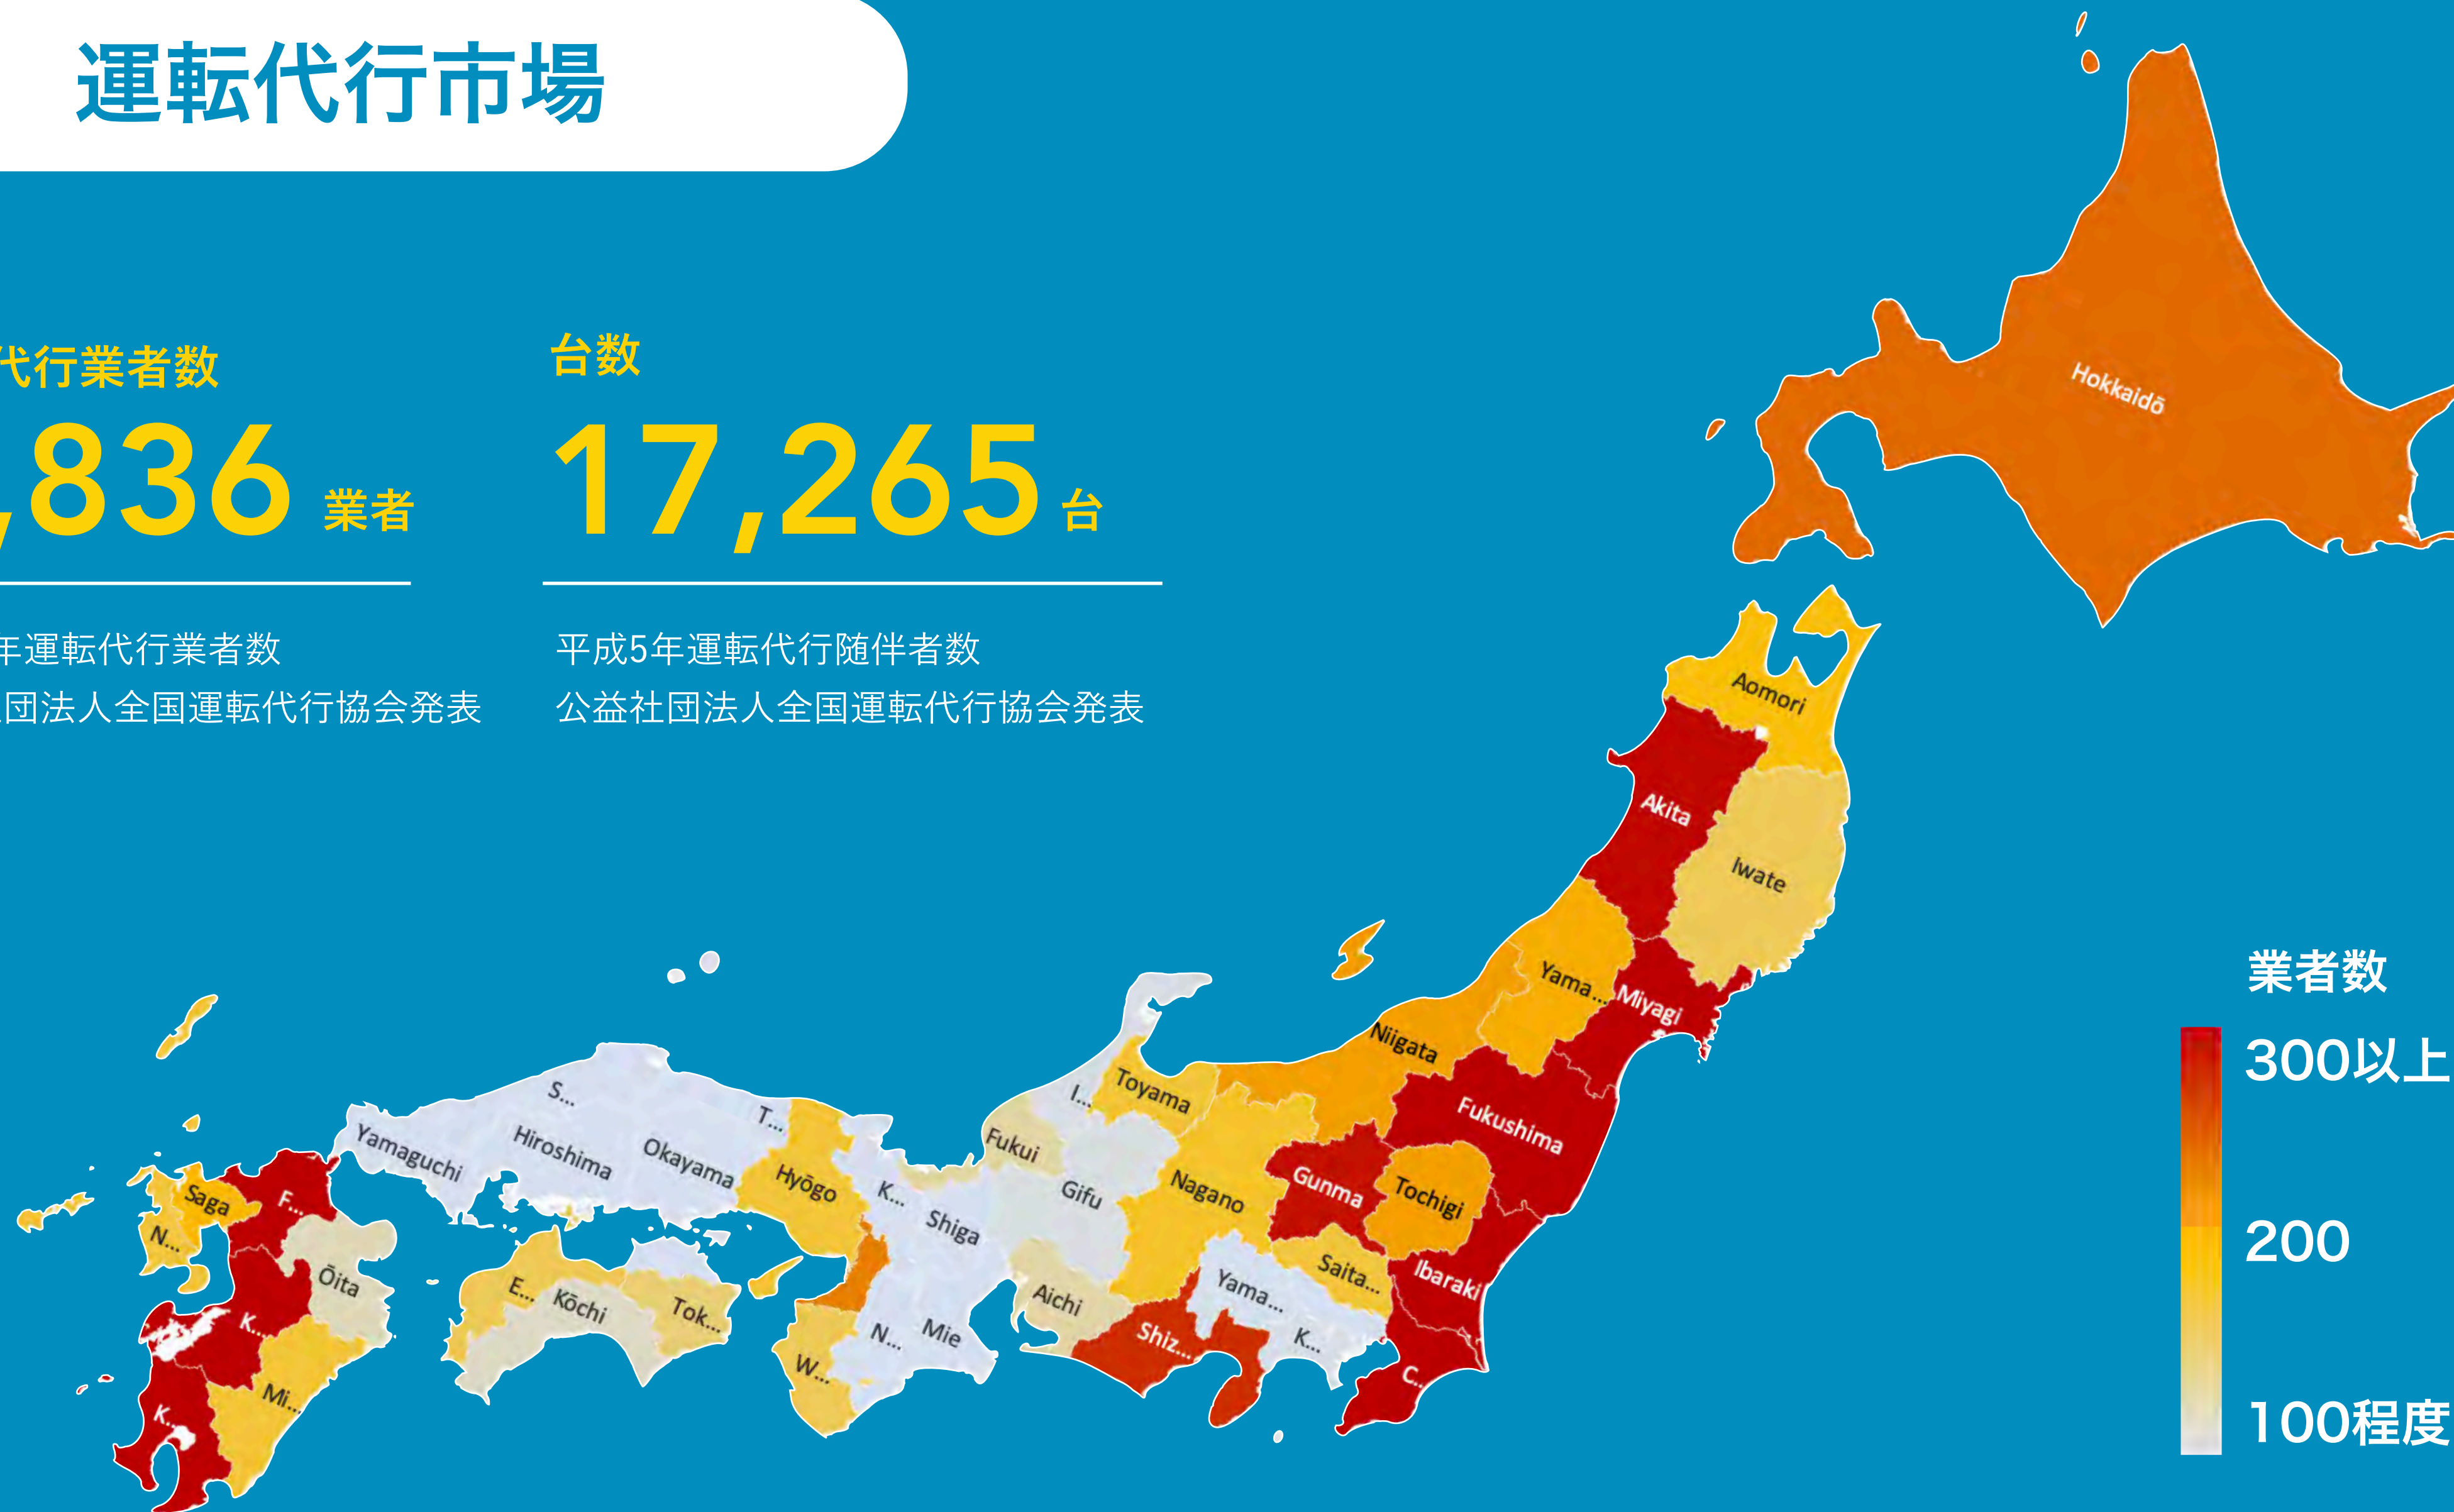 運転代行市場
代行業者数
,836 業者
年運転代行業者数
団法人全国運転代行協会発表
台数
17,265 台
平成5年運転代行随伴者数
公益社団法人全国運転代行協会発表
Hokkaidō
Aomori
Akita
Iwate
Yama...
Miyagi
Niigata
Fukushima
Toyama
I...
Fukui
Gifu
Nagano
Gunma
Tochigi
Saita...
Ibaraki
Yama...
K...
C...
Shiz...
Aichi
S...
T...
Yamaguchi
Hiroshima
Okayama
Hyōgo
K...
Shiga
N...
Mie
W...
E...
Kōchi
Tok...
Saga
F...
N...
Ōita
K...
Mi...
K...
業者数
300以上
200
100程度